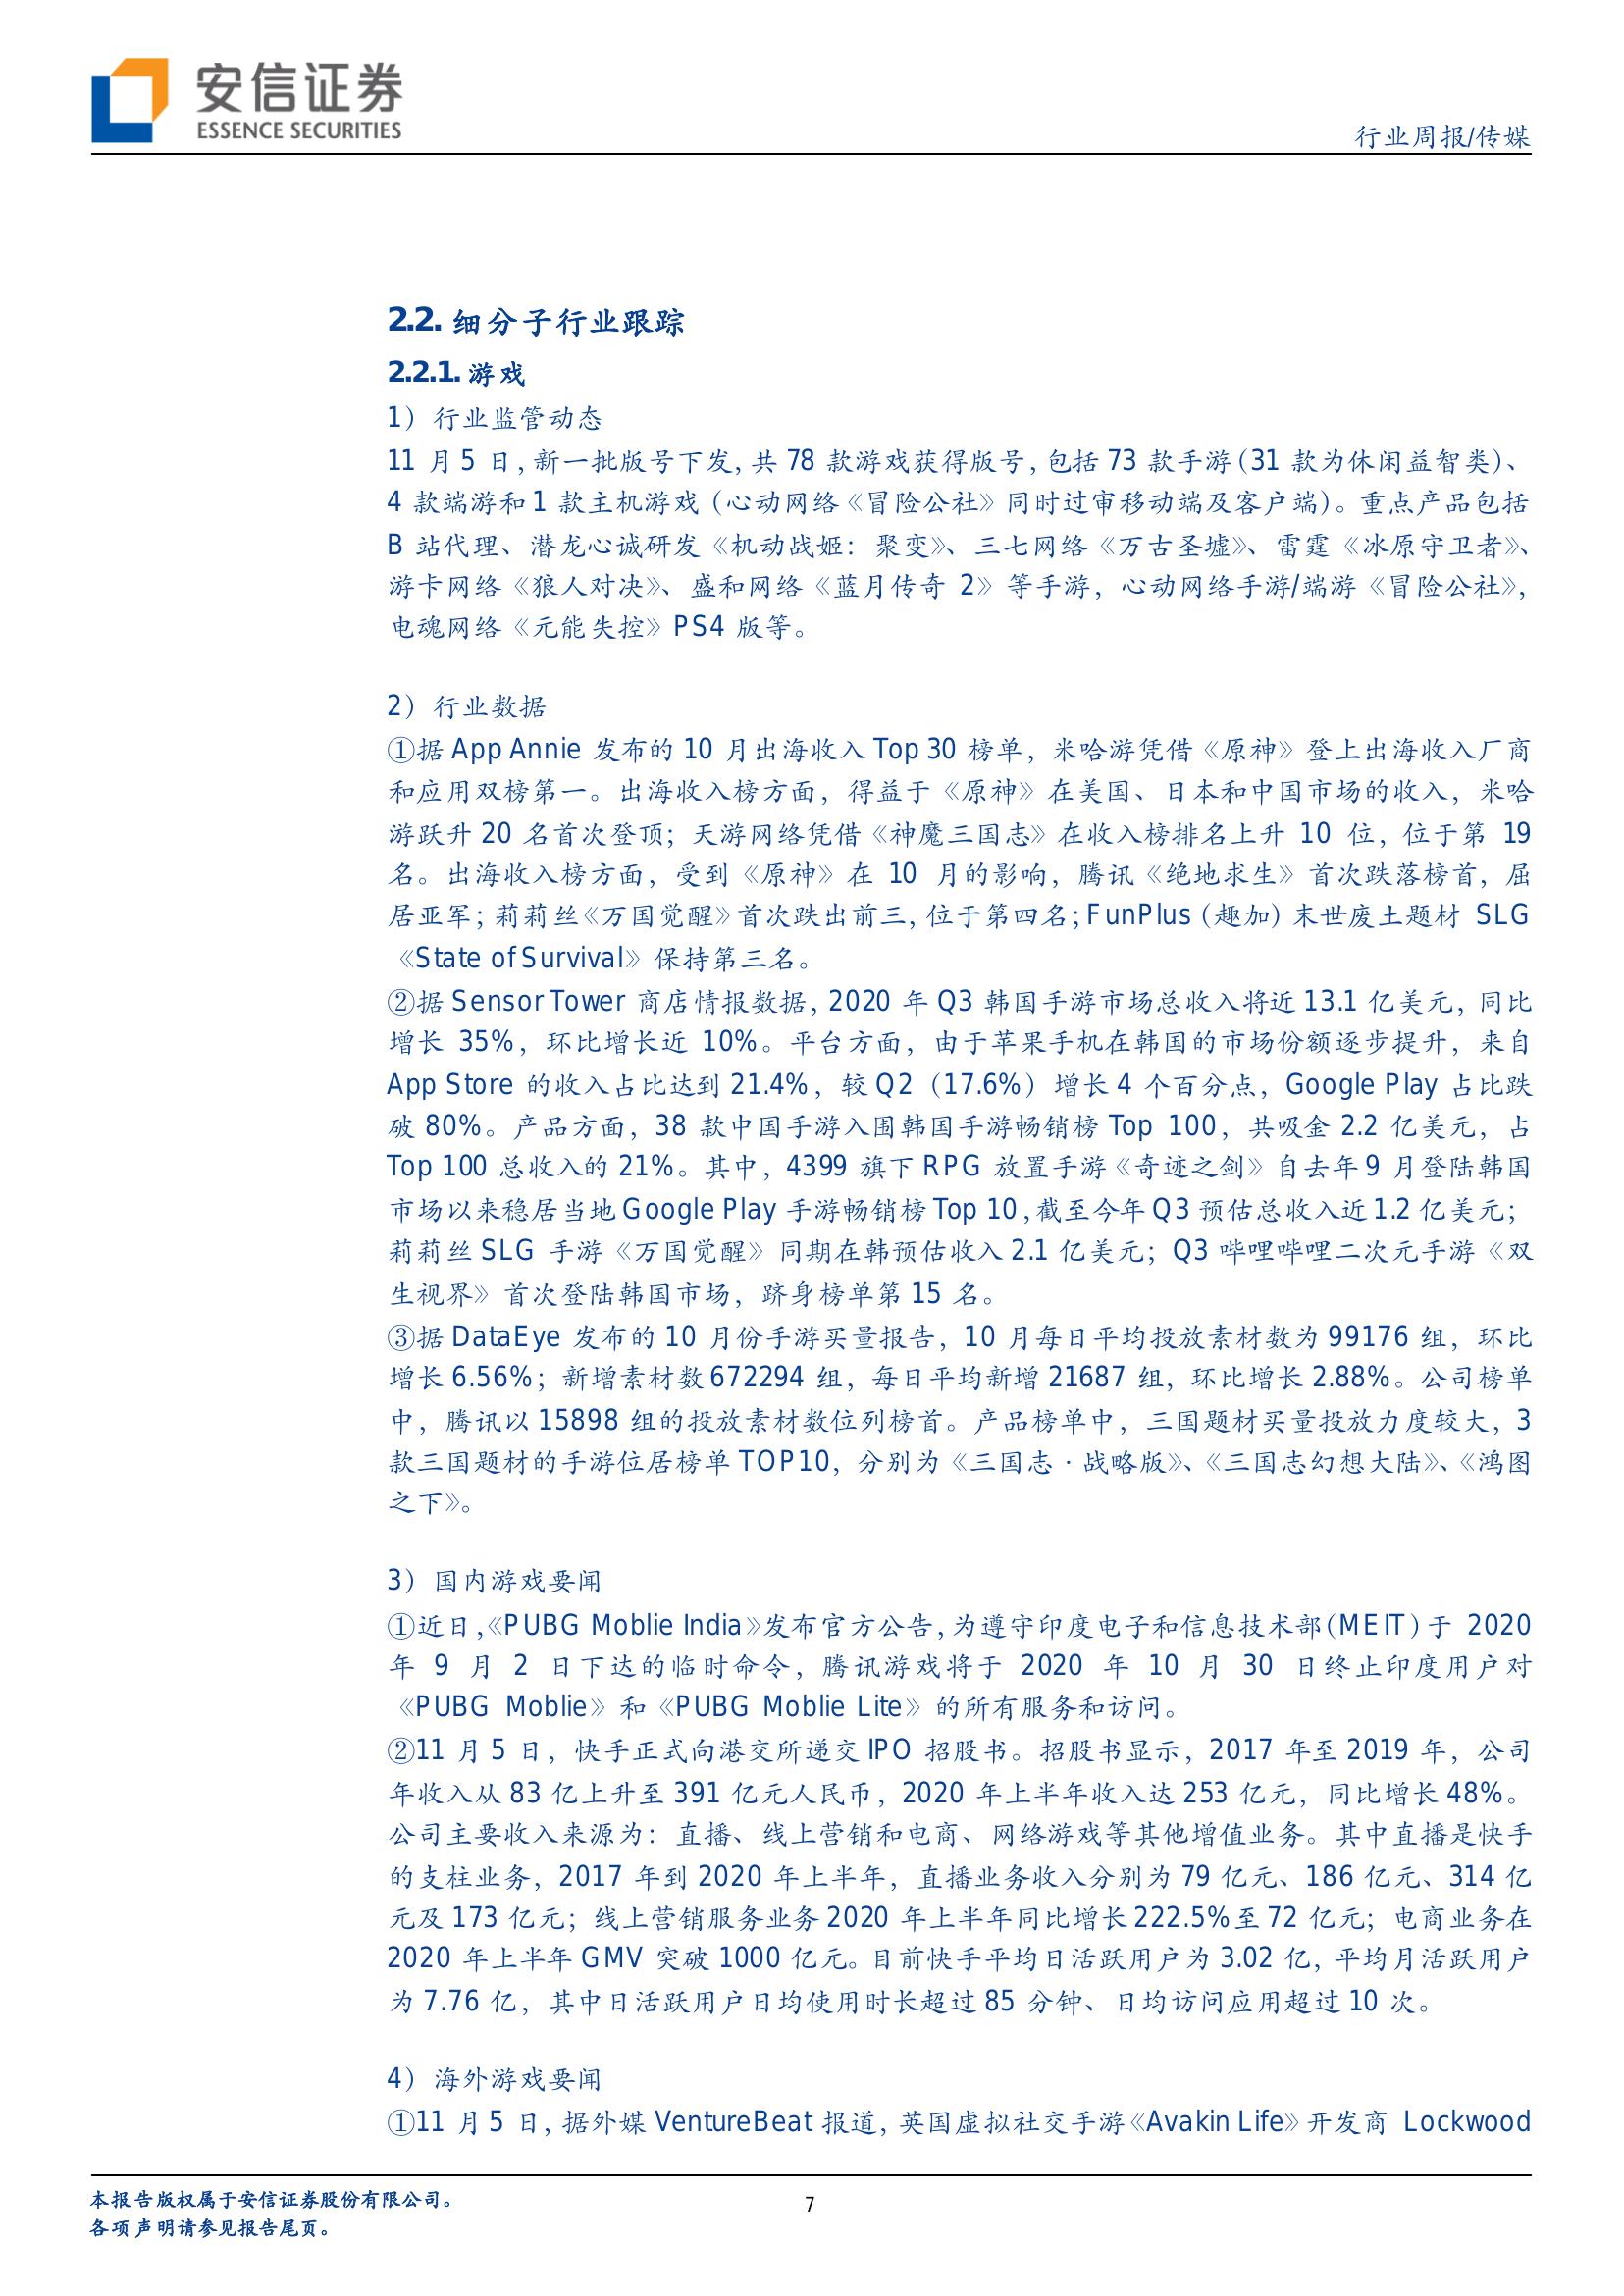 安信证券
ESSENCE SECURITIES
行业周报/传媒
2.2. 细分子行业跟踪
2.2.1. 游戏
1）行业监管动态
11 月 5 日，新一批版号下发，共 78 款游戏获得版号，包括 73 款手游（31 款为休闲益智类）、
4 款端游和 1 款主机游戏（心动网络《冒险公社》同时过审移动端及客户端）。重点产品包括
B 站代理、潜龙心诚研发《机动战姬：聚变》、三七网络《万古圣墟》、雷霆《冰原守卫者》、
游卡网络《狼人对决》、盛和网络《蓝月传奇 2》等手游，心动网络手游/端游《冒险公社》，
电魂网络《元能失控》PS4 版等。
2）行业数据
①据 App Annie 发布的 10 月出海收入 Top 30 榜单，米哈游凭借《原神》登上出海收入厂商
和应用双榜第一。出海收入榜方面，得益于《原神》在美国、日本和中国市场的收入，米哈
游跃升 20 名首次登顶；天游网络凭借《神魔三国志》在收入榜排名上升 10 位，位于第 19
名。出海收入榜方面，受到《原神》在 10 月的影响，腾讯《绝地求生》首次跌落榜首，屈
居亚军；莉莉丝《万国觉醒》首次跌出前三，位于第四名；FunPlus（趣加）末世废土题材 SLG
《State of Survival》保持第三名。
②据 Sensor Tower 商店情报数据，2020 年 Q3 韩国手游市场总收入将近 13.1 亿美元，同比
增长 35%，环比增长近 10%。平台方面，由于苹果手机在韩国的市场份额逐步提升，来自
App Store 的收入占比达到 21.4%，较 Q2（17.6%）增长 4 个百分点，Google Play 占比跌
破 80%。产品方面，38 款中国手游入围韩国手游畅销榜 Top 100，共吸金 2.2 亿美元，占
Top 100 总收入的 21%。其中，4399 旗下 RPG 放置手游《奇迹之剑》自去年 9 月登陆韩国
市场以来稳居当地 Google Play 手游畅销榜 Top 10，截至今年 Q3 预估总收入近 1.2 亿美元；
莉莉丝 SLG 手游《万国觉醒》同期在韩预估收入 2.1 亿美元；Q3 哔哩哔哩二次元手游《双
生视界》首次登陆韩国市场，跻身榜单第 15 名。
③据 DataEye 发布的 10 月份手游买量报告，10 月每日平均投放素材数为 99176 组，环比
增长 6.56%；新增素材数 672294 组，每日平均新增 21687 组，环比增长 2.88%。公司榜单
中，腾讯以 15898 组的投放素材数位列榜首。产品榜单中，三国题材买量投放力度较大，3
款三国题材的手游位居榜单 TOP10，分别为《三国志·战略版》、《三国志幻想大陆》、《鸿图
之下》。
3）国内游戏要闻
①近日，《PUBG Moblie India》发布官方公告，为遵守印度电子和信息技术部（MEIT）于 2020
年 9 月 2 日下达的临时命令，腾讯游戏将于 2020 年 10 月 30 日终止印度用户对
《PUBG Moblie》和《PUBG Moblie Lite》的所有服务和访问。
②11 月 5 日，快手正式向港交所递交 IPO 招股书。招股书显示，2017 年至 2019 年，公司
年收入从 83 亿上升至 391 亿元人民币，2020 年上半年收入达 253 亿元，同比增长 48%。
公司主要收入来源为：直播、线上营销和电商、网络游戏等其他增值业务。其中直播是快手
的支柱业务，2017 年到 2020 年上半年，直播业务收入分别为 79 亿元、186 亿元、314 亿
元及 173 亿元；线上营销服务业务 2020 年上半年同比增长 222.5%至 72 亿元；电商业务在
2020 年上半年 GMV 突破 1000 亿元。目前快手平均日活跃用户为 3.02 亿，平均月活跃用户
为 7.76 亿，其中日活跃用户日均使用时长超过 85 分钟、日均访问应用超过 10 次。
4）海外游戏要闻
①11 月 5 日，据外媒 VentureBeat 报道，英国虚拟社交手游《Avakin Life》开发商 Lockwood
本报告版权属于安信证券股份有限公司。
各项声明请参见报告尾页。
7